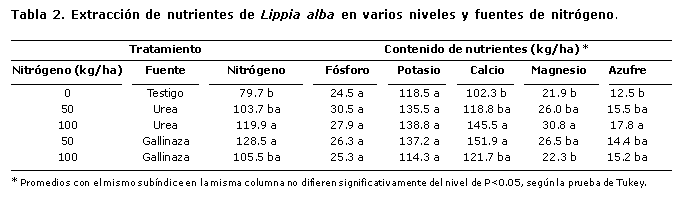 Tabla 2. Extracción de nutrientes de Lippia alba en varios niveles y fuentes de nitrógeno.
Tratamiento Contenido de nutrientes (kg/ha) *
Nitrógeno (kg/ha) Fuente Nitrógeno Fósforo Potasio Calcio Magnesio Azufre
0 Testigo 79.7 b 24.5 a 118.5 a 102.3 b 21.9 b 12.5 b
50 Urea 103.7 ba 30.5 a 135.5 a 118.8 ba 26.0 ba 15.5 ba
100 Urea 119.9 a 27.9 a 138.8 a 145.5 a 30.8 a 17.8 a
50 Gallinaza 128.5 a 26.3 a 137.2 a 151.9 a 26.5 ba 14.4 ba
100 Gallinaza 105.5 ba 25.3 a 114.3 a 121.7 ba 22.3 b 15.2 ba
* Promedios con el mismo subíndice en la misma columna no difieren significativamente del nivel de P<0.05, según la prueba de Tukey.